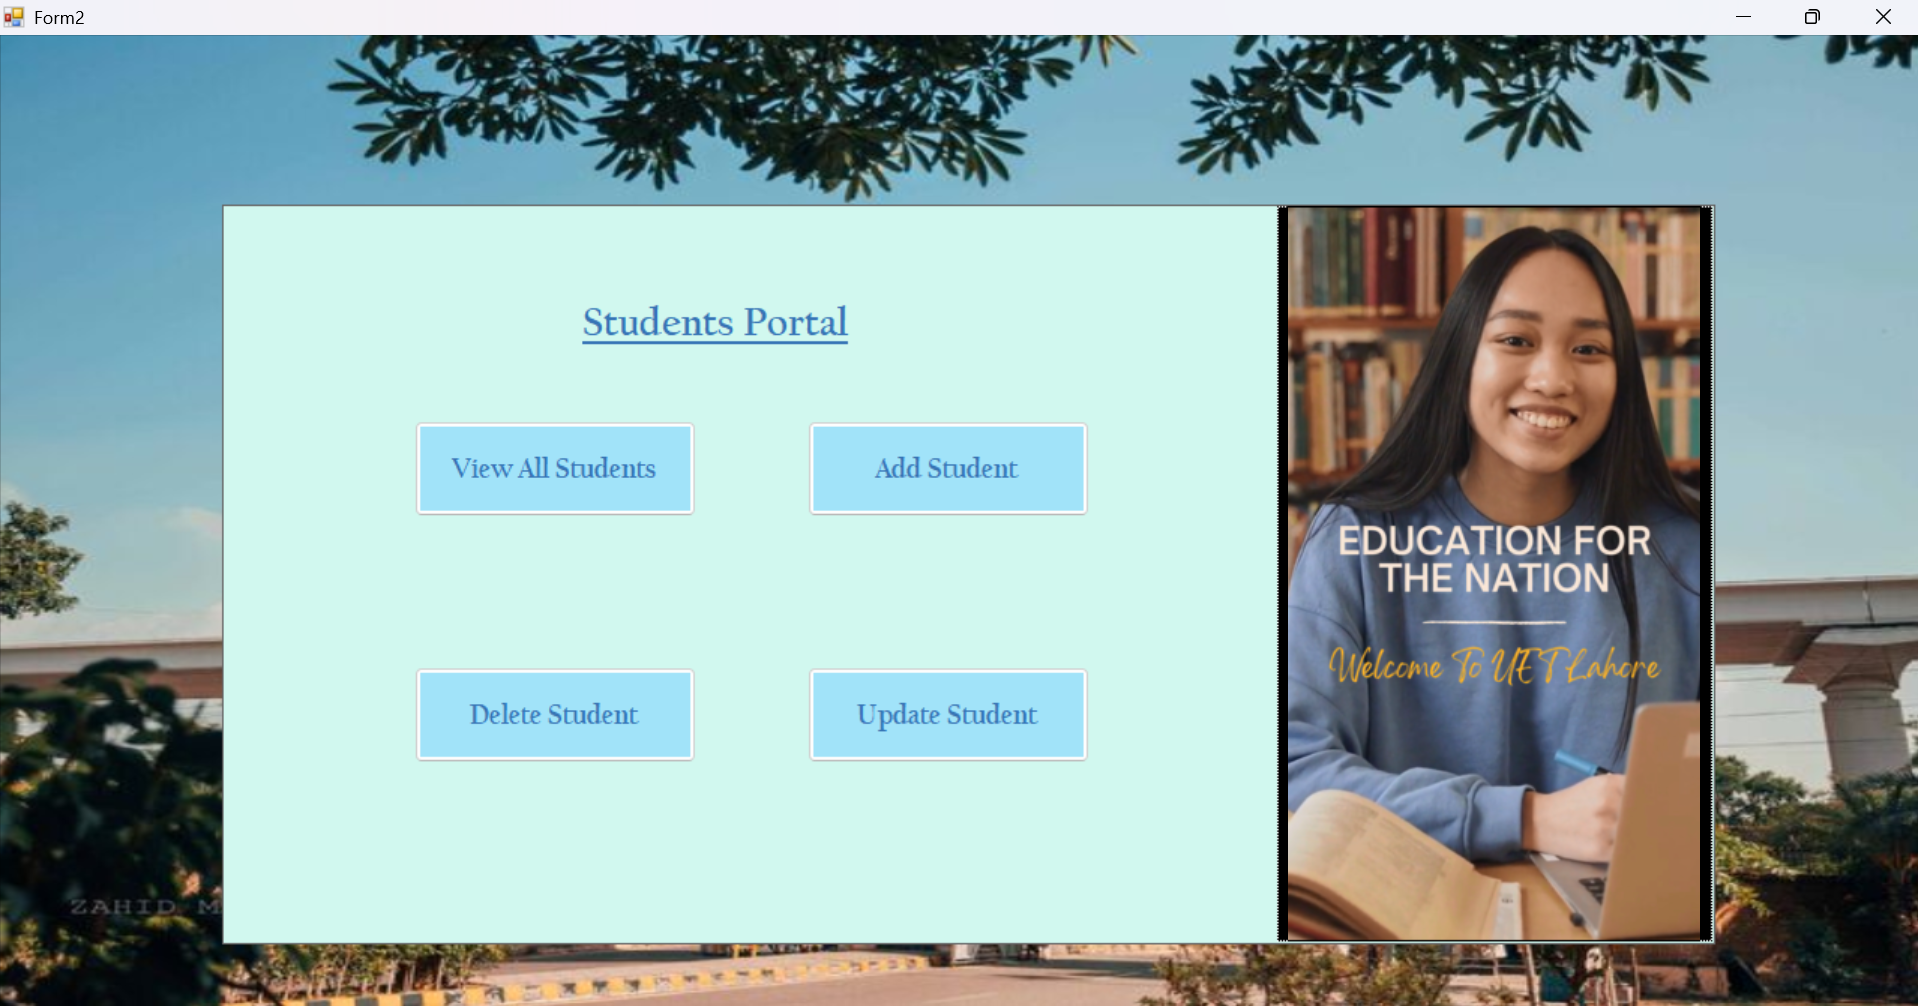 Form2
Students Portal
View All Students
Add Student
EDUCATION FOR
THE NATION
Welcome To UET Lahore
Delete Student
Update Student
ZAHID M